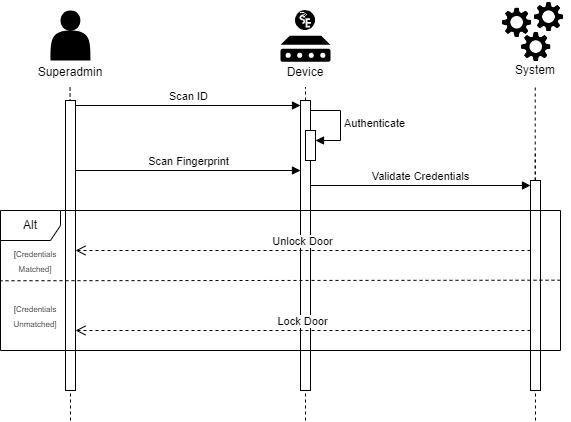 Superadmin
Device
System
Scan ID
Authenticate
Scan Fingerprint
Validate Credentials
Alt
Unlock Door
[Credentials
Matched]
[Credentials
Unmatched]
Lock Door